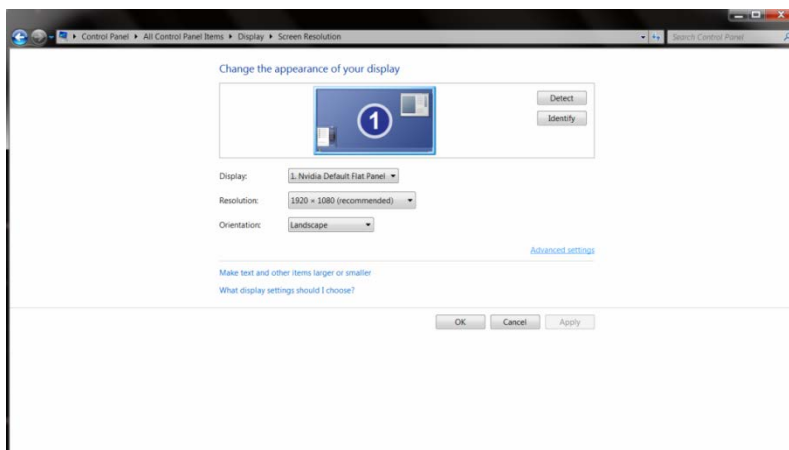 Control Panel ▸ All Control Panel Items ▸ Display ▸ Screen Resolution
Search Control Panel
Change the appearance of your display
1
Detect
Identify
Display: 1. Nvidia Default Flat Panel
Resolution: 1920 × 1080 (recommended)
Orientation: Landscape
Advanced settings
Make text and other items larger or smaller
What display settings should I choose?
OK Cancel Apply